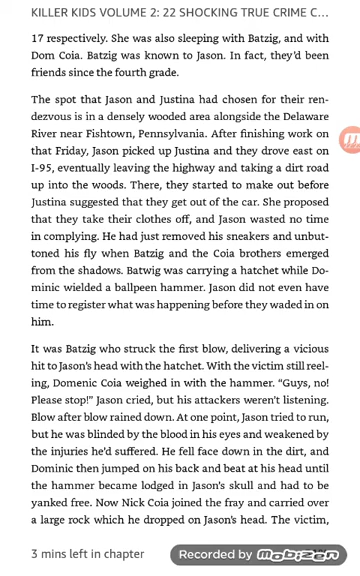 KILLER KIDS VOLUME 2: 22 SHOCKING TRUE CRIME C...
17 respectively. She was also sleeping with Batzig, and with
Dom Coia. Batzig was known to Jason. In fact, they'd been
friends since the fourth grade.
The spot that Jason and Justina had chosen for their ren-
dezvous is in a densely wooded area alongside the Delaware
River near Fishtown, Pennsylvania. After finishing work on
that Friday, Jason picked up Justina and they drove east on
I-95, eventually leaving the highway and taking a dirt road
up into the woods. There, they started to make out before
Justina suggested that they get out of the car. She proposed
that they take their clothes off, and Jason wasted no time
in complying. He had just removed his sneakers and unbut-
toned his fly when Batzig and the Coia brothers emerged
from the shadows. Batwig was carrying a hatchet while Do-
minic wielded a ballpeen hammer. Jason did not even have
time to register what was happening before they waded in on
him.
It was Batzig who struck the first blow, delivering a vicious
hit to Jason's head with the hatchet. With the victim still reel-
ing, Domenic Coia weighed in with the hammer. "Guys, no!
Please stop!" Jason cried, but his attackers weren't listening.
Blow after blow rained down. At one point, Jason tried to run,
but he was blinded by the blood in his eyes and weakened by
the injuries he'd suffered. He fell face down in the dirt, and
Dominic then jumped on his back and beat at his head until
the hammer became lodged in Jason's skull and had to be
yanked free. Now Nick Coia joined the fray and carried over
a large rock which he dropped on Jason's head. The victim,
3 mins left in chapter
Recorded by mobizen